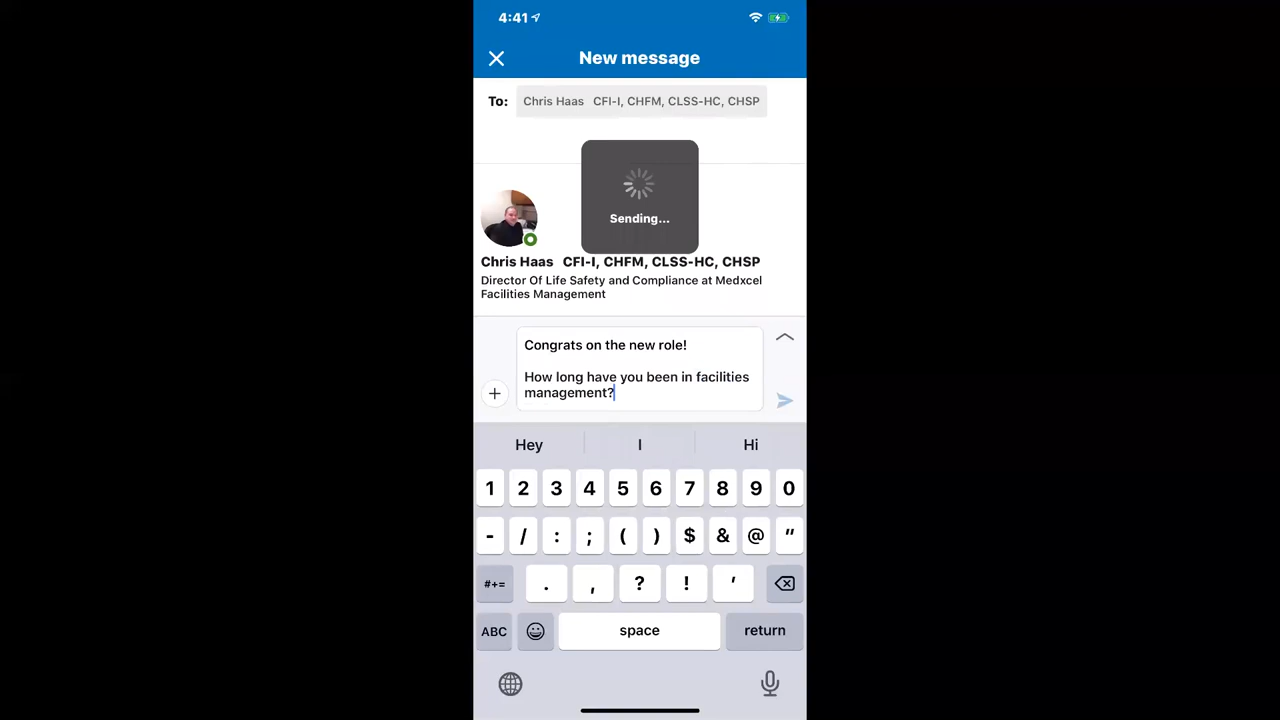 4:41
New message
To: Chris Haas CFI-I, CHFM, CLSS-HC, CHSP
Sending...
Chris Haas CFI-I, CHFM, CLSS-HC, CHSP
Director Of Life Safety and Compliance at Medxcel
Facilities Management
Congrats on the new role!
How long have you been in facilities
management?
Hey I Hi
1 2 3 4 5 6 7 8 9 0
- / : ; ( ) $ & @ "
#+= . , ? ! '
ABC space return